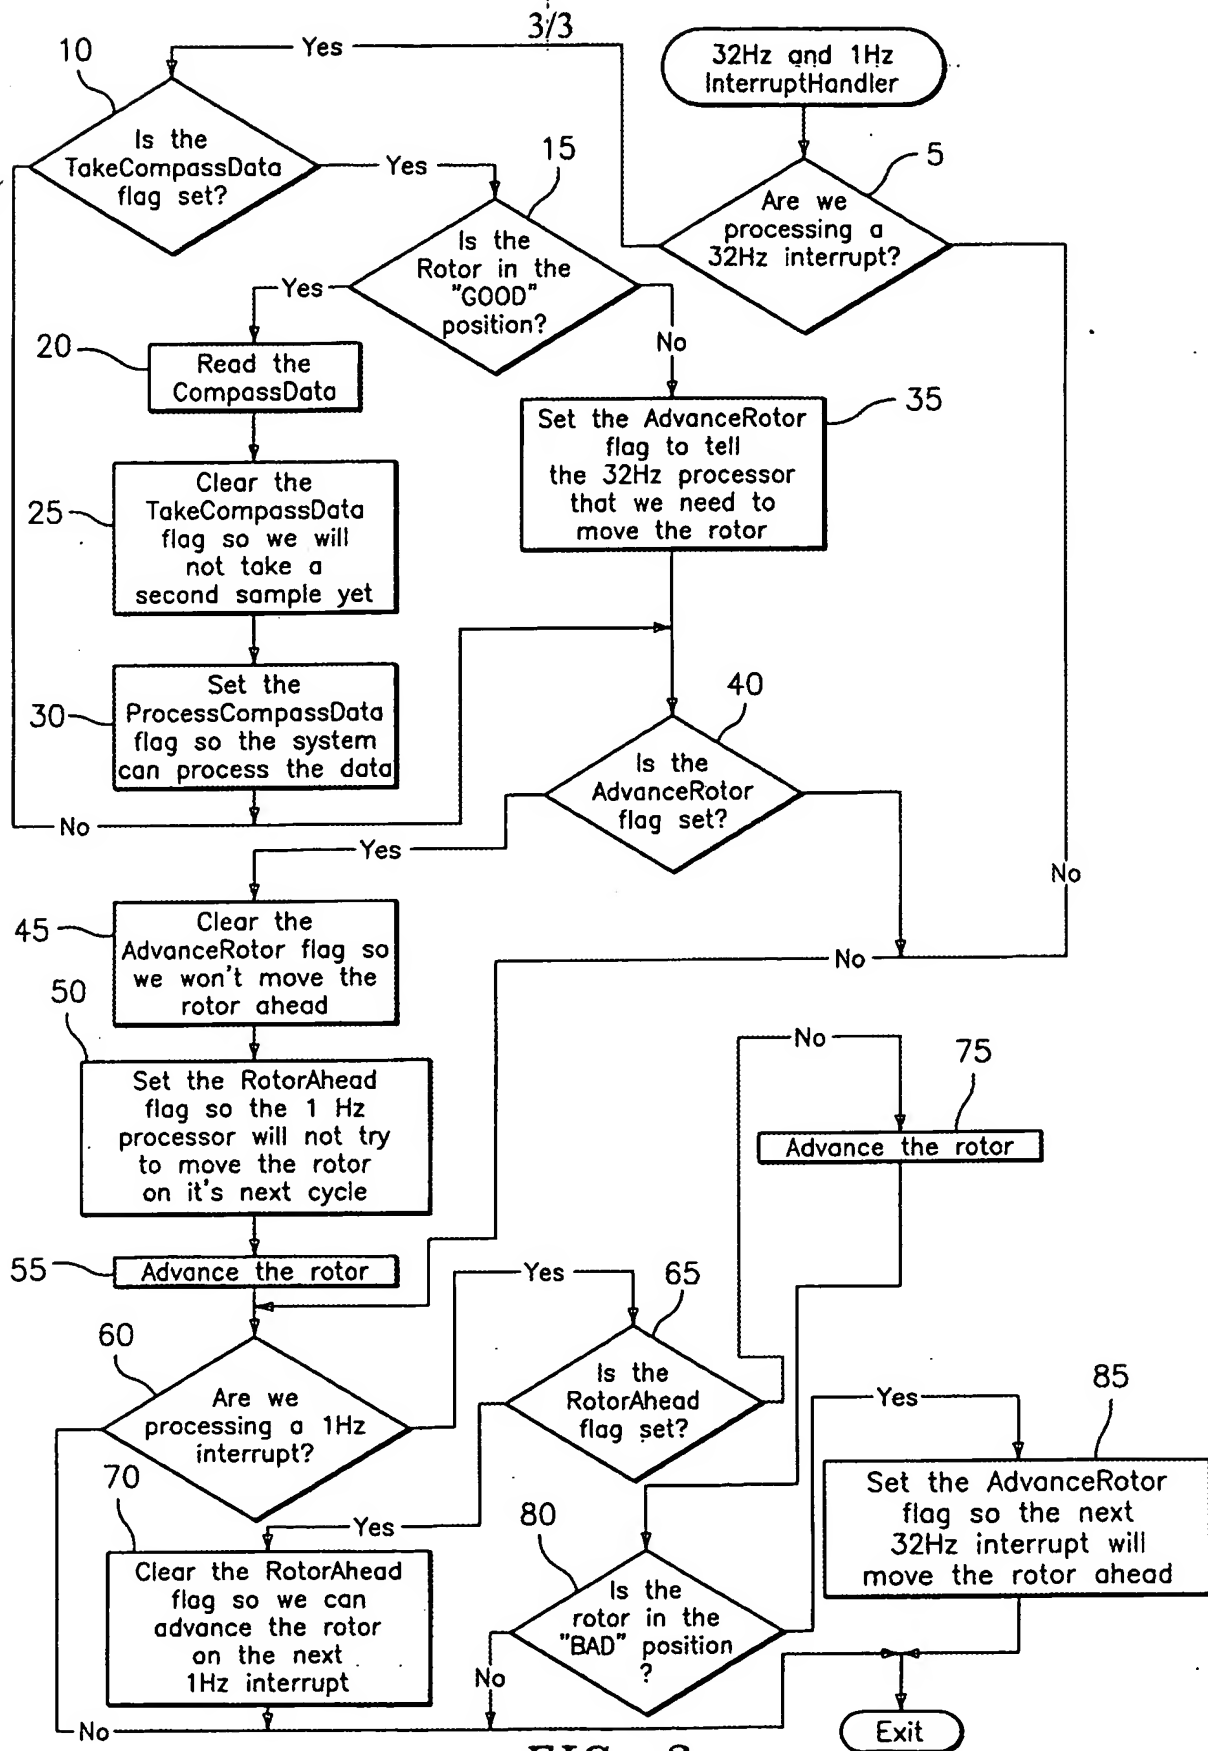 3/3
32Hz and 1Hz
InterruptHandler
5
Are we
processing a
32Hz interrupt?
Yes
10
Is the
TakeCompassData
flag set?
Yes
15
Is the
Rotor in the
"GOOD"
position?
Yes
No
20
Read the
CompassData
35
Set the AdvanceRotor
flag to tell
the 32Hz processor
that we need to
move the rotor
25
Clear the
TakeCompassData
flag so we will
not take a
second sample yet
30
Set the
ProcessCompassData
flag so the system
can process the data
No
40
Is the
AdvanceRotor
flag set?
Yes
No
No
45
Clear the
AdvanceRotor flag so
we won't move the
rotor ahead
50
Set the RotorAhead
flag so the 1 Hz
processor will not try
to move the rotor
on it's next cycle
55
Advance the rotor
No
75
Advance the rotor
60
Are we
processing a 1Hz
interrupt?
Yes
65
Is the
RotorAhead
flag set?
Yes
70
Clear the RotorAhead
flag so we can
advance the rotor
on the next
1Hz interrupt
No
80
Is the
rotor in the
"BAD" position
?
No
Yes
85
Set the AdvanceRotor
flag so the next
32Hz interrupt will
move the rotor ahead
Exit